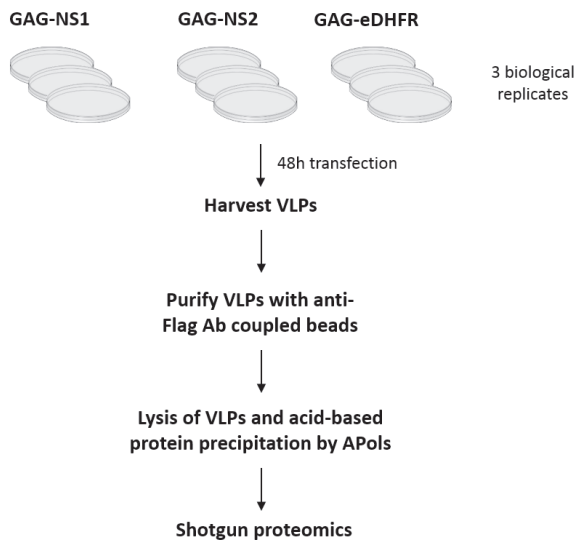 GAG-NS1
GAG-NS2
GAG-eDHFR
3 biological
replicates
48h transfection
Harvest VLPs
Purify VLPs with anti-
Flag Ab coupled beads
Lysis of VLPs and acid-based
protein precipitation by APols
Shotgun proteomics